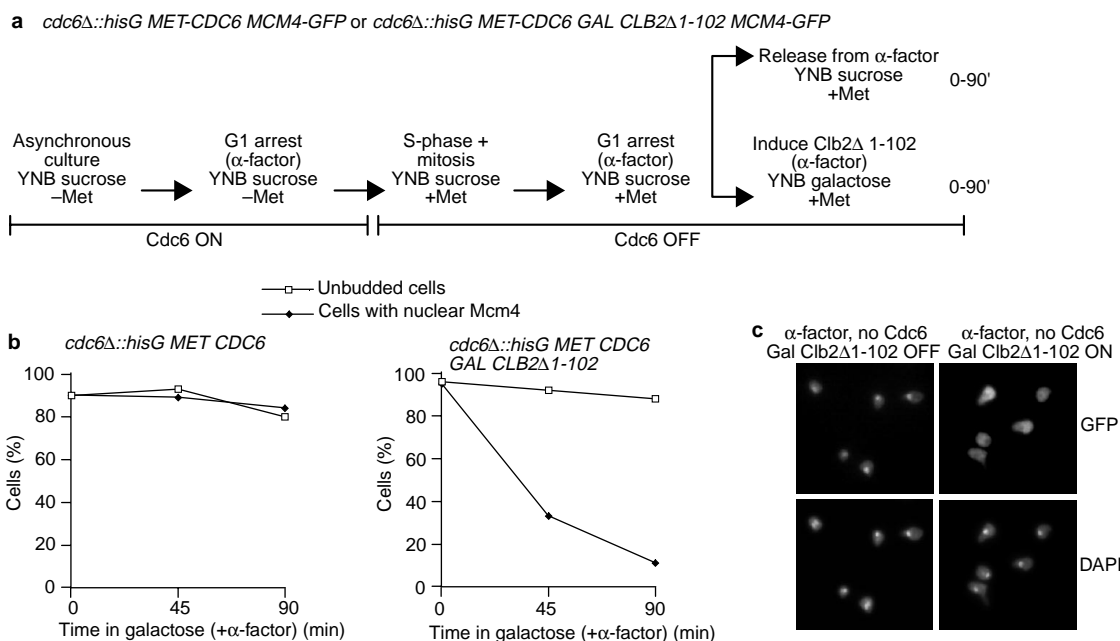 a cdc6Δ::hisG MET-CDC6 MCM4-GFP or cdc6Δ::hisG MET-CDC6 GAL CLB2Δ1-102 MCM4-GFP
Release from α-factor
YNB sucrose
+Met
0-90'
Asynchronous
culture
YNB sucrose
–Met
G1 arrest
(α-factor)
YNB sucrose
–Met
S-phase +
mitosis
YNB sucrose
+Met
G1 arrest
(α-factor)
YNB sucrose
+Met
Induce Clb2Δ 1-102
(α-factor)
YNB galactose
+Met
0-90'
Cdc6 ON
Cdc6 OFF
Unbudded cells
Cells with nuclear Mcm4
b cdc6Δ::hisG MET CDC6
100
80
60
40
20
0
Cells (%)
0 45 90
Time in galactose (+α-factor) (min)
cdc6Δ::hisG MET CDC6
GAL CLB2Δ1-102
100
80
60
40
20
0
Cells (%)
0 45 90
Time in galactose (+α-factor) (min)
c
α-factor, no Cdc6
Gal Clb2Δ1-102 OFF
α-factor, no Cdc6
Gal Clb2Δ1-102 ON
GFP
DAPI